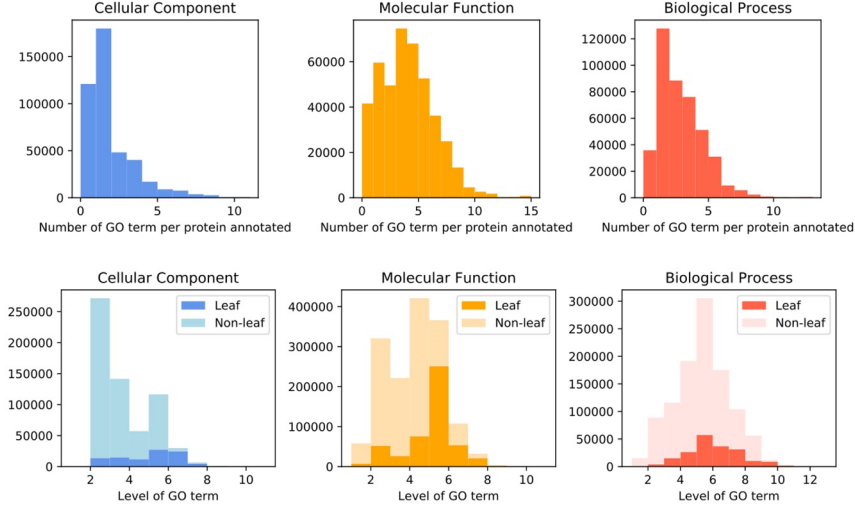 Cellular Component
150000
100000
50000
0
0 5 10
Number of GO term per protein annotated
Molecular Function
60000
40000
20000
0
0 5 10 15
Number of GO term per protein annotated
Biological Process
120000
100000
80000
60000
40000
20000
0
0 5 10
Number of GO term per protein annotated
Cellular Component
250000
200000
150000
100000
50000
0
2 4 6 8 10
Level of GO term
Leaf
Non-leaf
Molecular Function
400000
300000
200000
100000
0
2 4 6 8 10
Level of GO term
Leaf
Non-leaf
Biological Process
300000
250000
200000
150000
100000
50000
0
2 4 6 8 10 12
Level of GO term
Leaf
Non-leaf